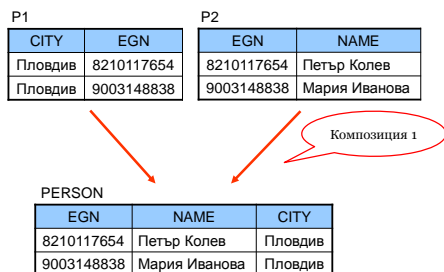 P1
CITY EGN
Пловдив 8210117654
Пловдив 9003148838
P2
EGN NAME
8210117654 Петър Колев
9003148838 Мария Иванова
Композиция 1
PERSON
EGN NAME CITY
8210117654 Петър Колев Пловдив
9003148838 Мария Иванова Пловдив